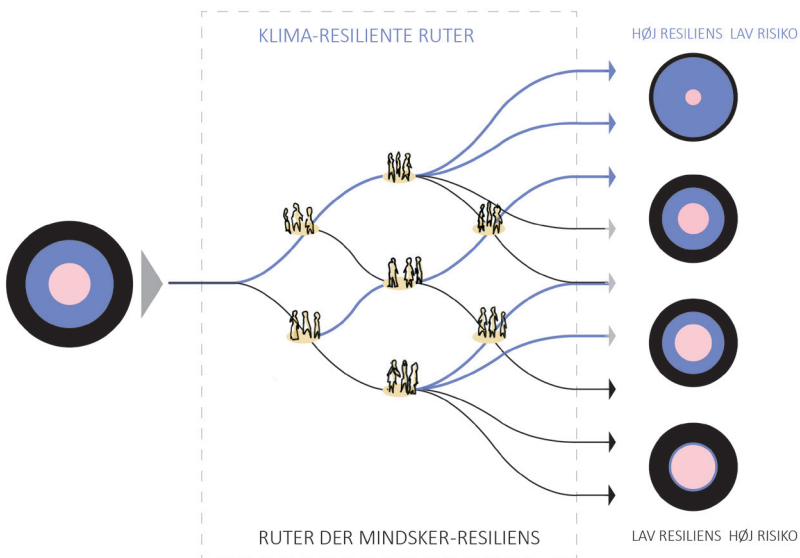 KLIMA-RESILIENTE RUTER
HØJ RESILIENS LAV RISIKO
RUTER DER MINDSKER-RESILIENS
LAV RESILIENS HØJ RISIKO